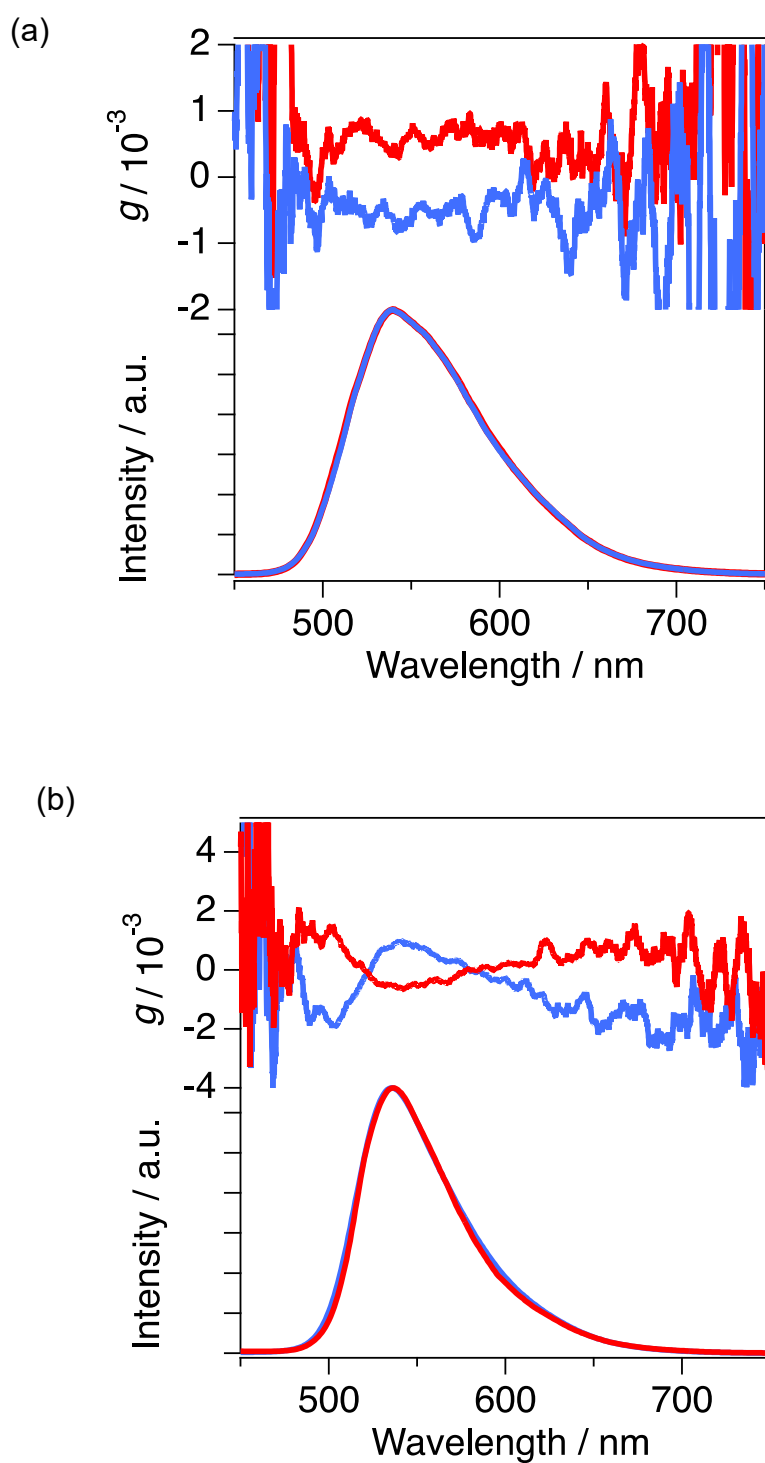 (a)
2
1
0
-1
-2
g / 10⁻³
Intensity / a.u.
500 600 700
Wavelength / nm
(b)
4
2
0
-2
-4
g / 10⁻³
Intensity / a.u.
500 600 700
Wavelength / nm